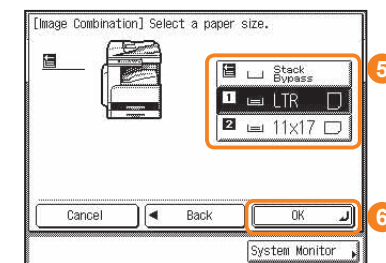 [Image Combination] Select a paper size.
Stack
Bypass
5
1 LTR
2 11x17
Cancel
Back
OK
6
System Monitor